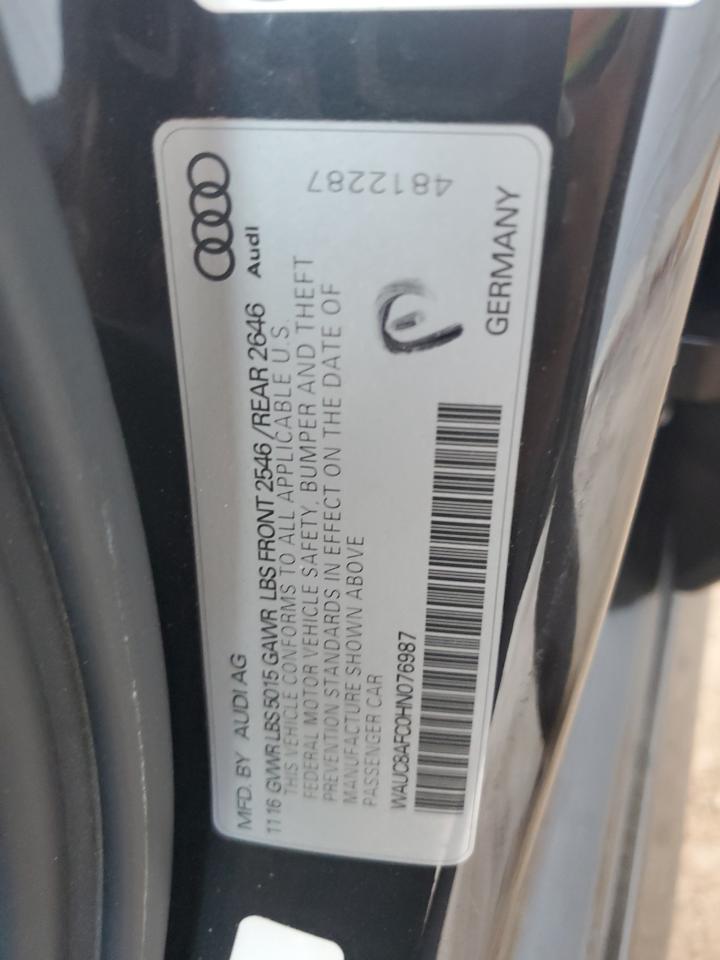 MFD. BY AUDI AG
11 16 GVWR LBS 5015 GAWR LBS FRONT 2546/REAR 2646
THIS VEHICLE CONFORMS TO ALL APPLICABLE U.S.
FEDERAL MOTOR VEHICLE SAFETY, BUMPER AND THEFT
PREVENTION STANDARDS IN EFFECT ON THE DATE OF
MANUFACTURE SHOWN ABOVE
PASSENGER CAR
WAUC8AFC0HN076987
Audi
4812287
GERMANY